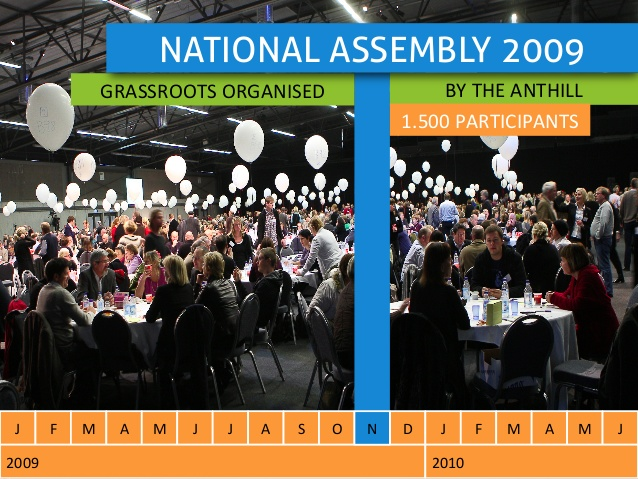 NATIONAL ASSEMBLY 2009
GRASSROOTS ORGANISED
BY THE ANTHILL
1.500 PARTICIPANTS
J F M A M J J A S O N D J F M A M J
2009 2010